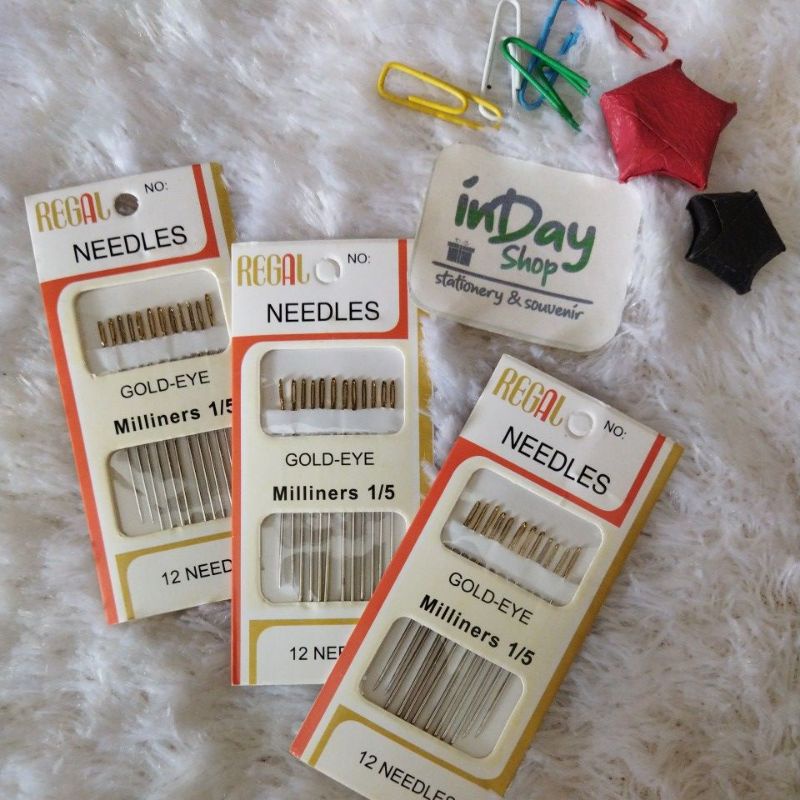 REGAL
NO:
NEEDLES
GOLD-EYE
Milliners 1/5
12 NEED
REGAL
NO:
NEEDLES
GOLD-EYE
Milliners 1/5
12 NEE
inDay
Shop
stationery & souvenir
REGAL
NO:
NEEDLES
GOLD-EYE
Milliners 1/5
12 NEEDLES